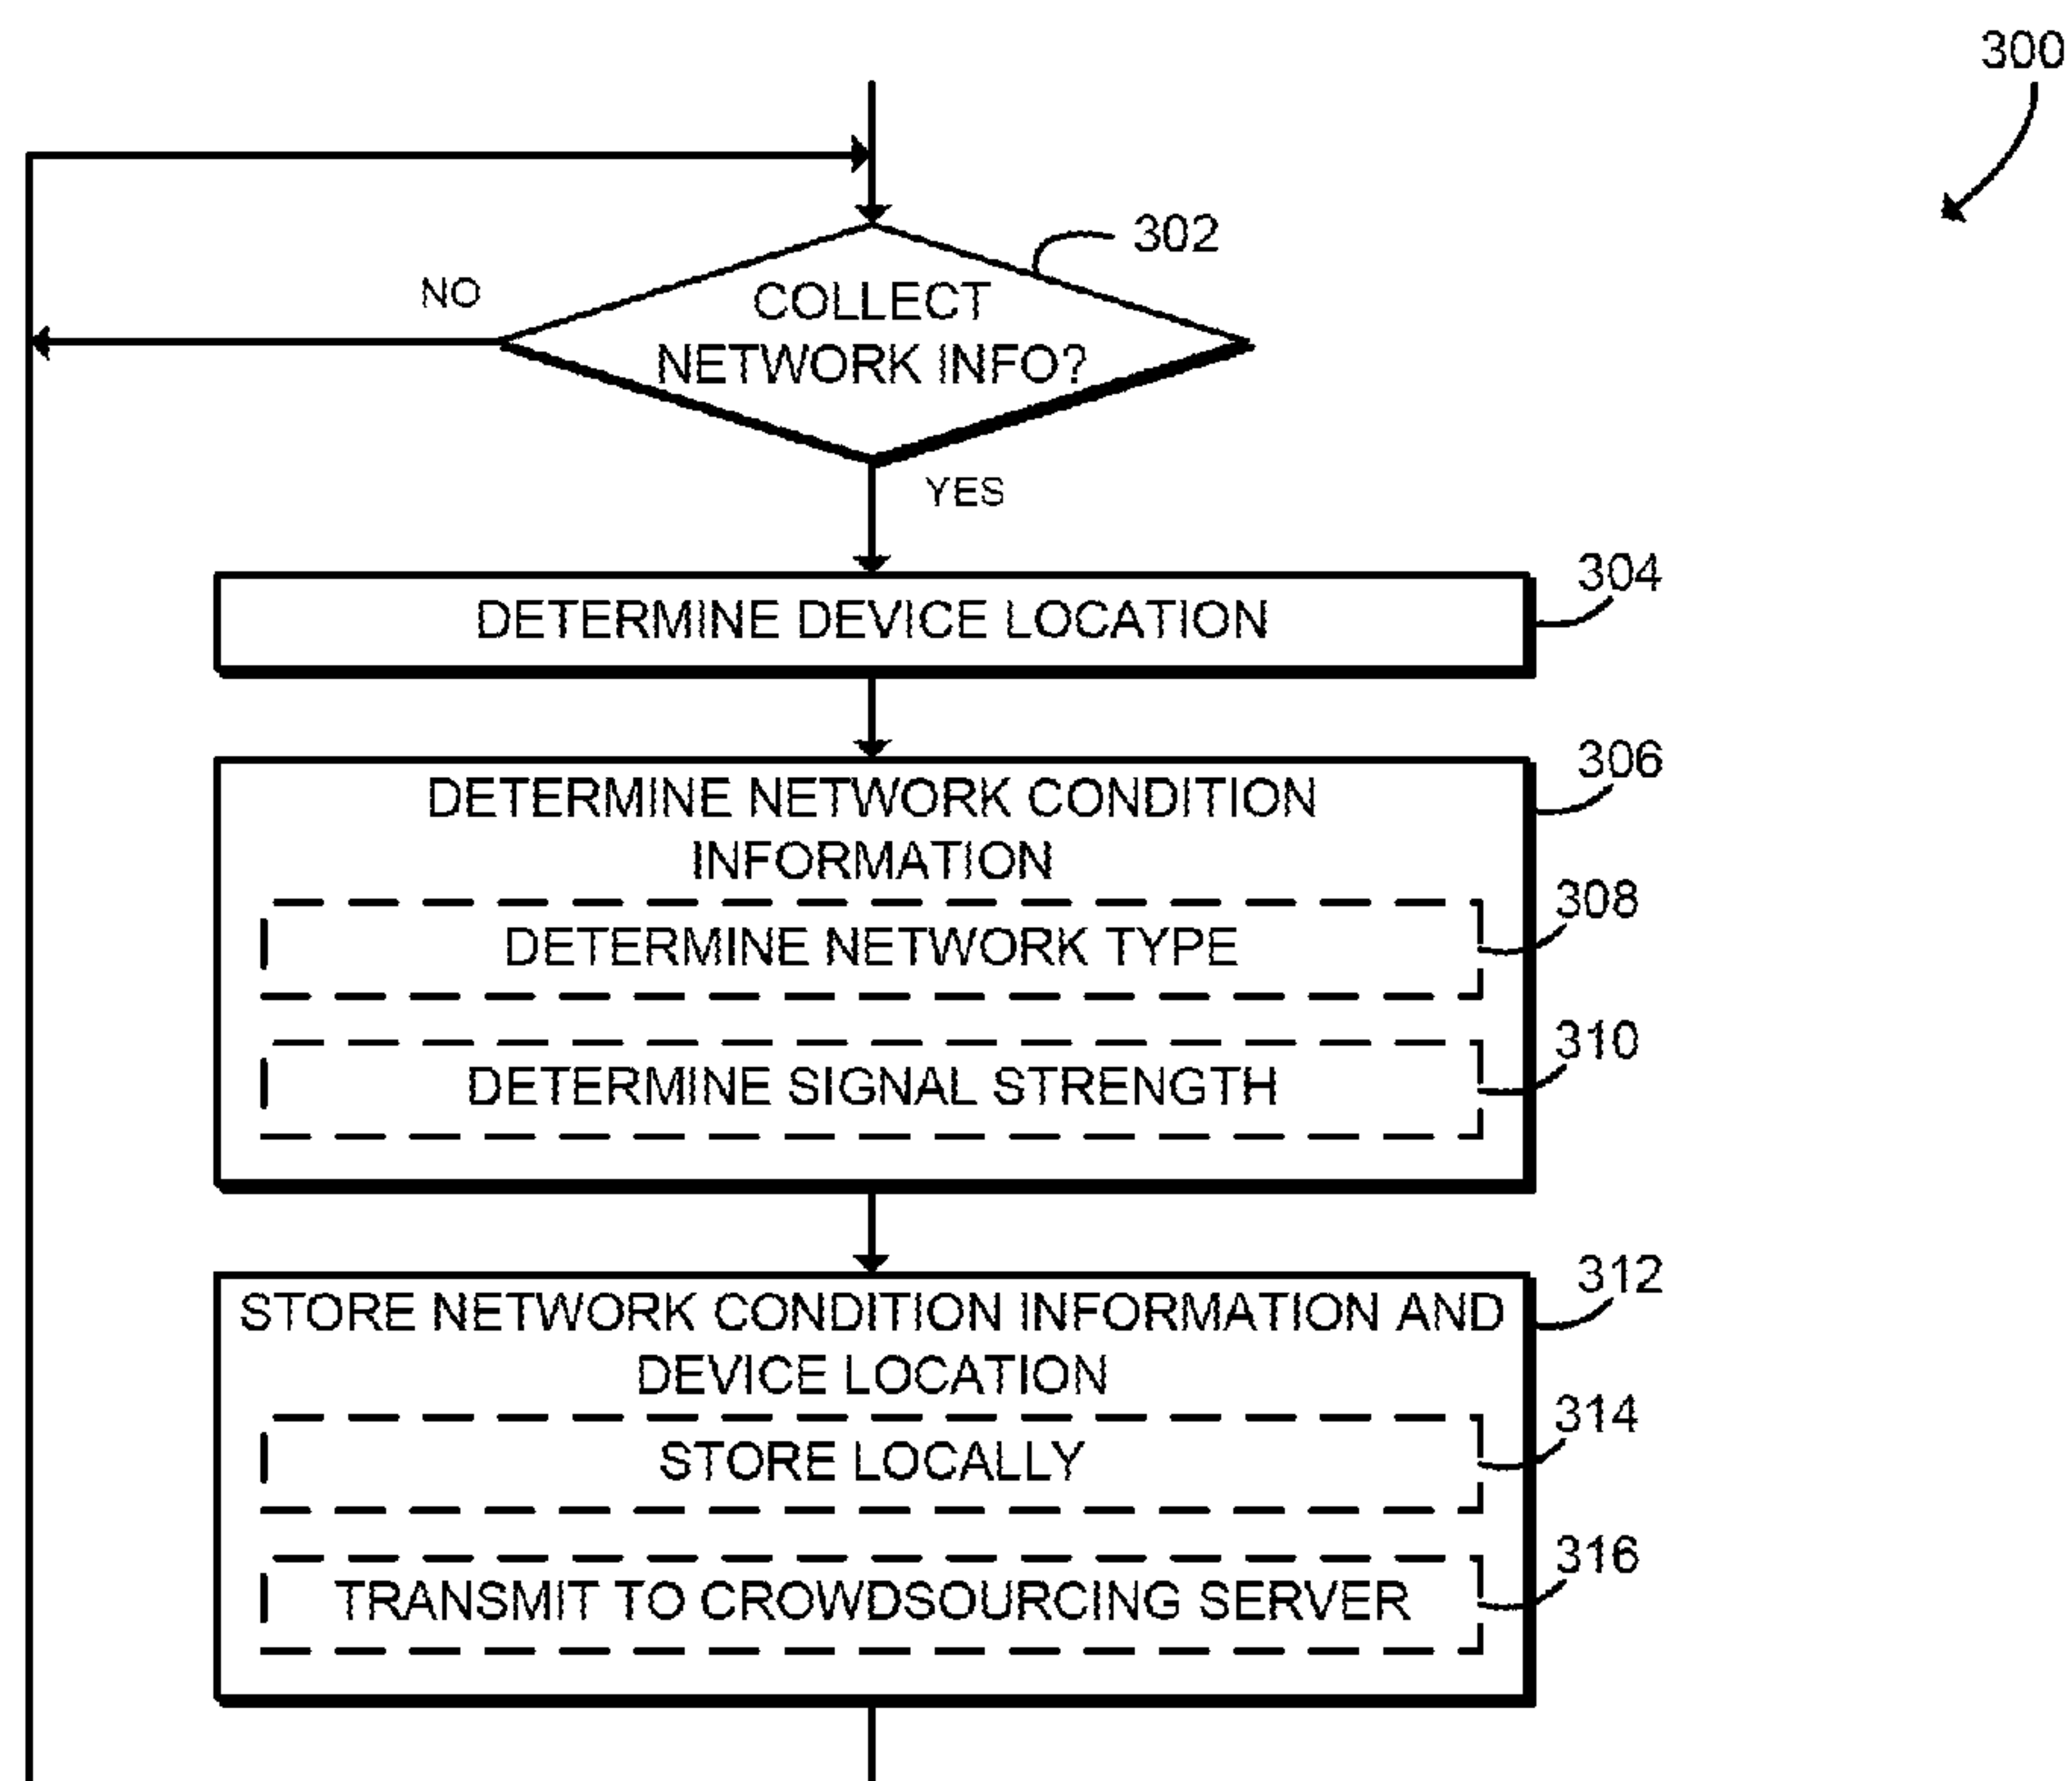 300
302
COLLECT
NETWORK INFO?
NO
YES
304
DETERMINE DEVICE LOCATION
306
DETERMINE NETWORK CONDITION
INFORMATION
308
DETERMINE NETWORK TYPE
310
DETERMINE SIGNAL STRENGTH
312
STORE NETWORK CONDITION INFORMATION AND
DEVICE LOCATION
314
STORE LOCALLY
316
TRANSMIT TO CROWDSOURCING SERVER